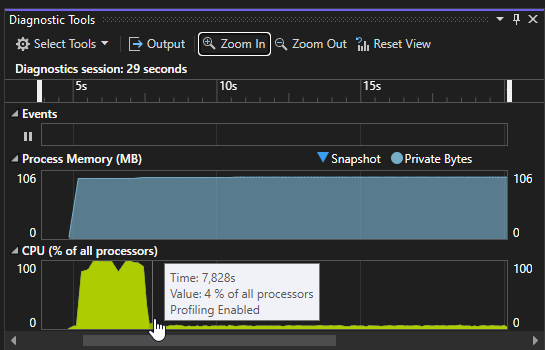 Diagnostic Tools
Select Tools Output Zoom In Zoom Out Reset View
Diagnostics session: 29 seconds
5s 10s 15s
Events
Process Memory (MB) Snapshot Private Bytes
106 106
0 0
CPU (% of all processors)
100 100
Time: 7,828s
Value: 4 % of all processors
Profiling Enabled
0 0